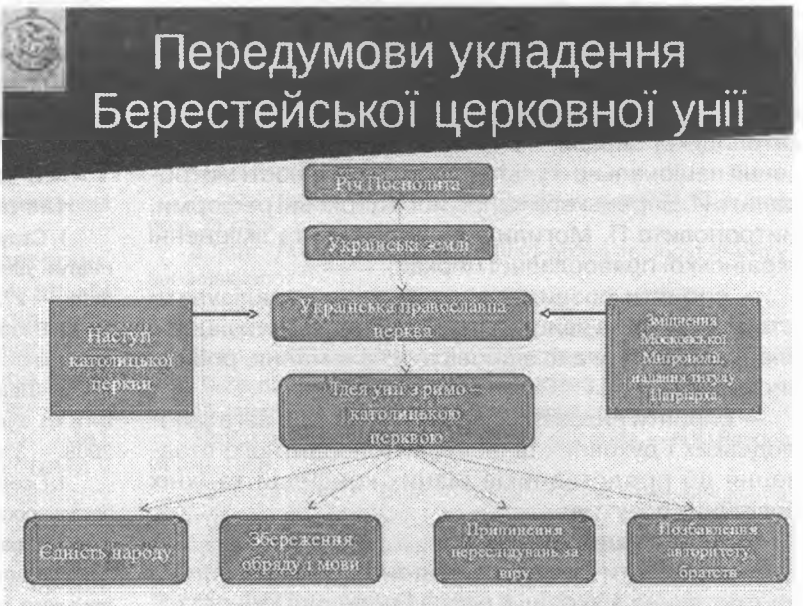 Передумови укладення
Берестейської церковної унії
Річ Посполита
Українські землі
Українська православна
церква
Наступ
католицької
церкви
Зміцнення
Московської
Митрополії,
надання титулу
Патріарха
Ідея унії з римо –
католицькою
церквою
Єдність народу
Збереження
обряду і мови
Припинення
переслідувань за
віру
Позбавлення
авторитету
братств